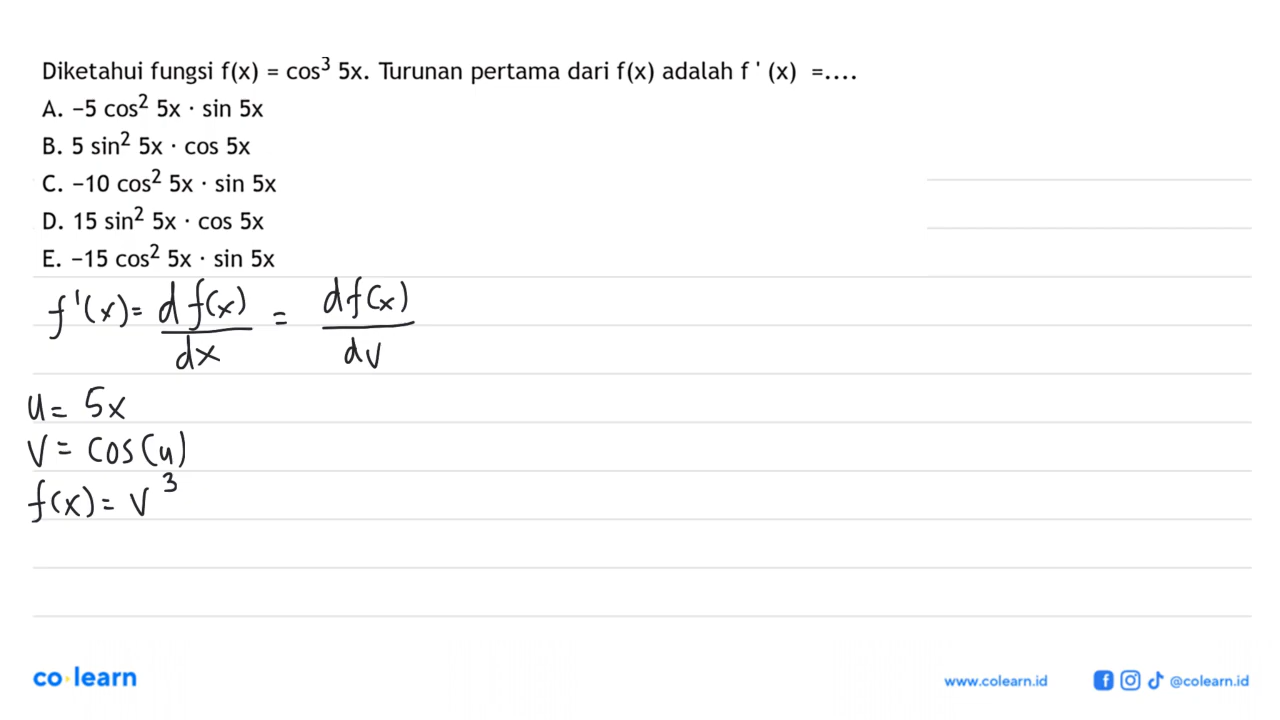 Diketahui fungsi f(x) = cos³ 5x. Turunan pertama dari f(x) adalah f ' (x) =....
A. −5 cos² 5x · sin 5x
B. 5 sin² 5x · cos 5x
C. −10 cos² 5x · sin 5x
D. 15 sin² 5x · cos 5x
E. −15 cos² 5x · sin 5x
f'(x) = d f(x)/dx = d f(x)/dv
u = 5x
v = cos(u)
f(x) = v³
co·learn
www.colearn.id
@colearn.id